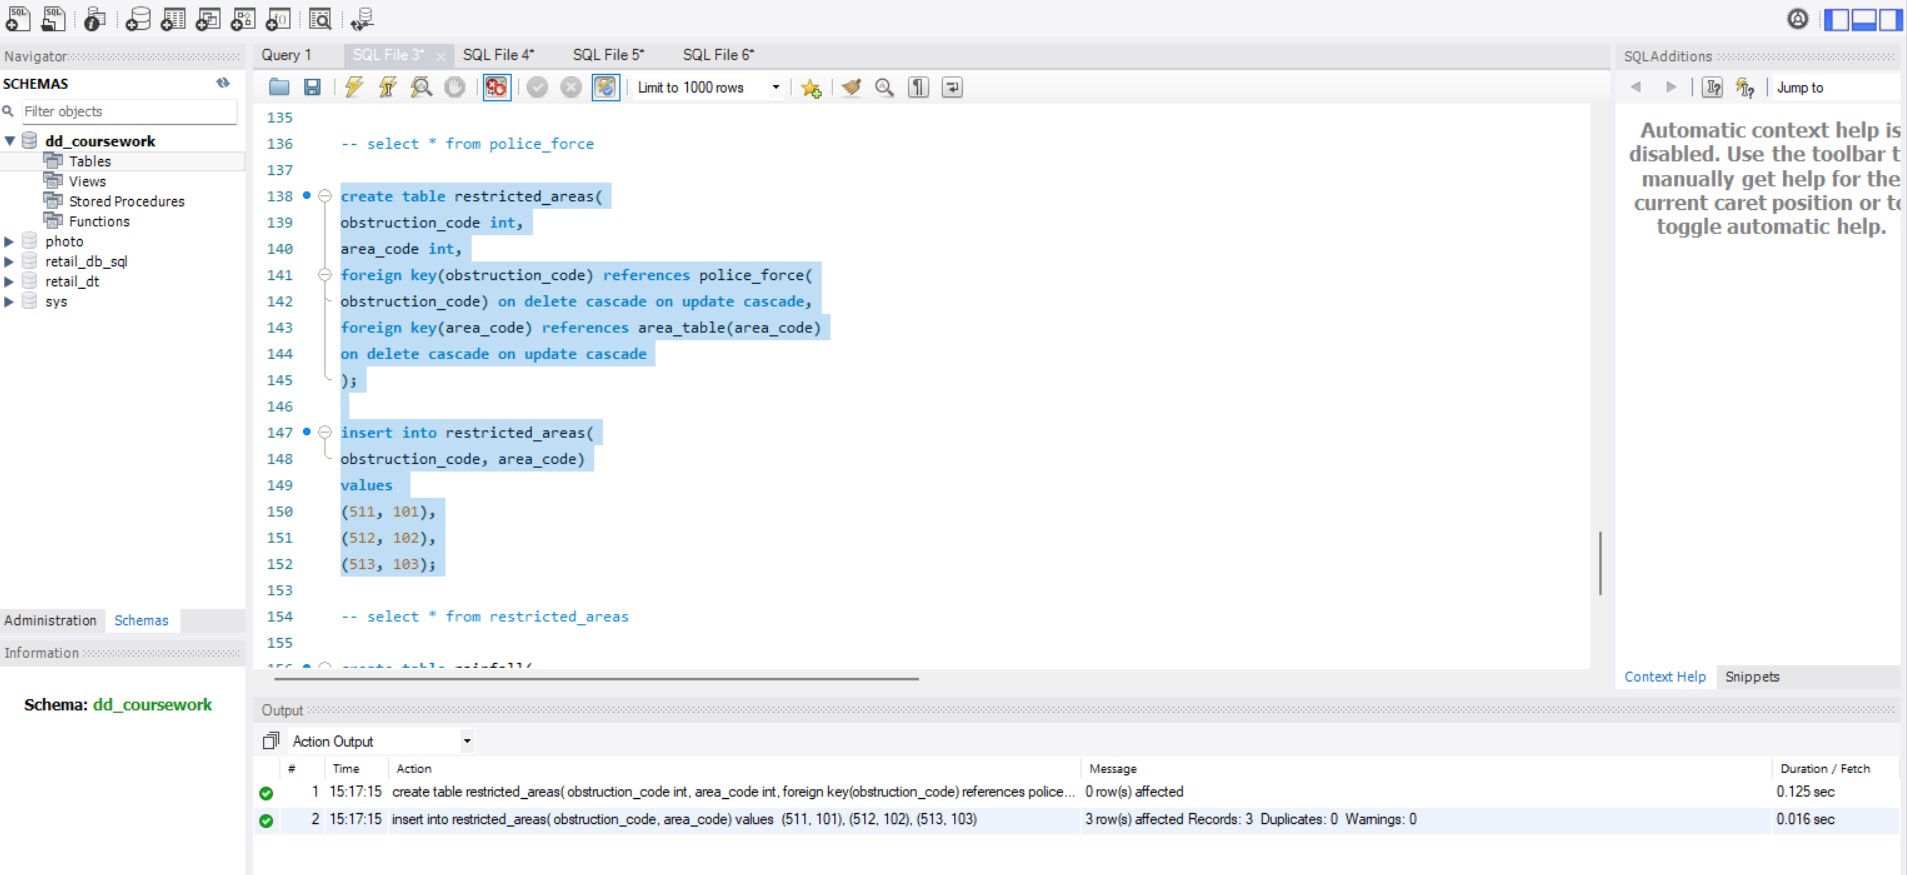 SQL
SQL
Navigator
SCHEMAS
Filter objects
dd_coursework
Tables
Views
Stored Procedures
Functions
photo
retail_db_sql
retail_dt
sys
Administration Schemas
Information
Schema: dd_coursework
Query 1 SQL File 3* SQL File 4* SQL File 5* SQL File 6*
Limit to 1000 rows
135
136 -- select * from police_force
137
138 create table restricted_areas(
139 obstruction_code int,
140 area_code int,
141 foreign key(obstruction_code) references police_force(
142 obstruction_code) on delete cascade on update cascade,
143 foreign key(area_code) references area_table(area_code)
144 on delete cascade on update cascade
145 );
146
147 insert into restricted_areas(
148 obstruction_code, area_code)
149 values
150 (511, 101),
151 (512, 102),
152 (513, 103);
153
154 -- select * from restricted_areas
155
156 create table rainfall(
SQLAdditions
Jump to
Automatic context help is
disabled. Use the toolbar t
manually get help for the
current caret position or to
toggle automatic help.
Context Help Snippets
Output
Action Output
# Time Action Message Duration / Fetch
1 15:17:15 create table restricted_areas( obstruction_code int, area_code int, foreign key(obstruction_code) references police... 0 row(s) affected 0.125 sec
2 15:17:15 insert into restricted_areas( obstruction_code, area_code) values (511, 101), (512, 102), (513, 103) 3 row(s) affected Records: 3 Duplicates: 0 Warnings: 0 0.016 sec